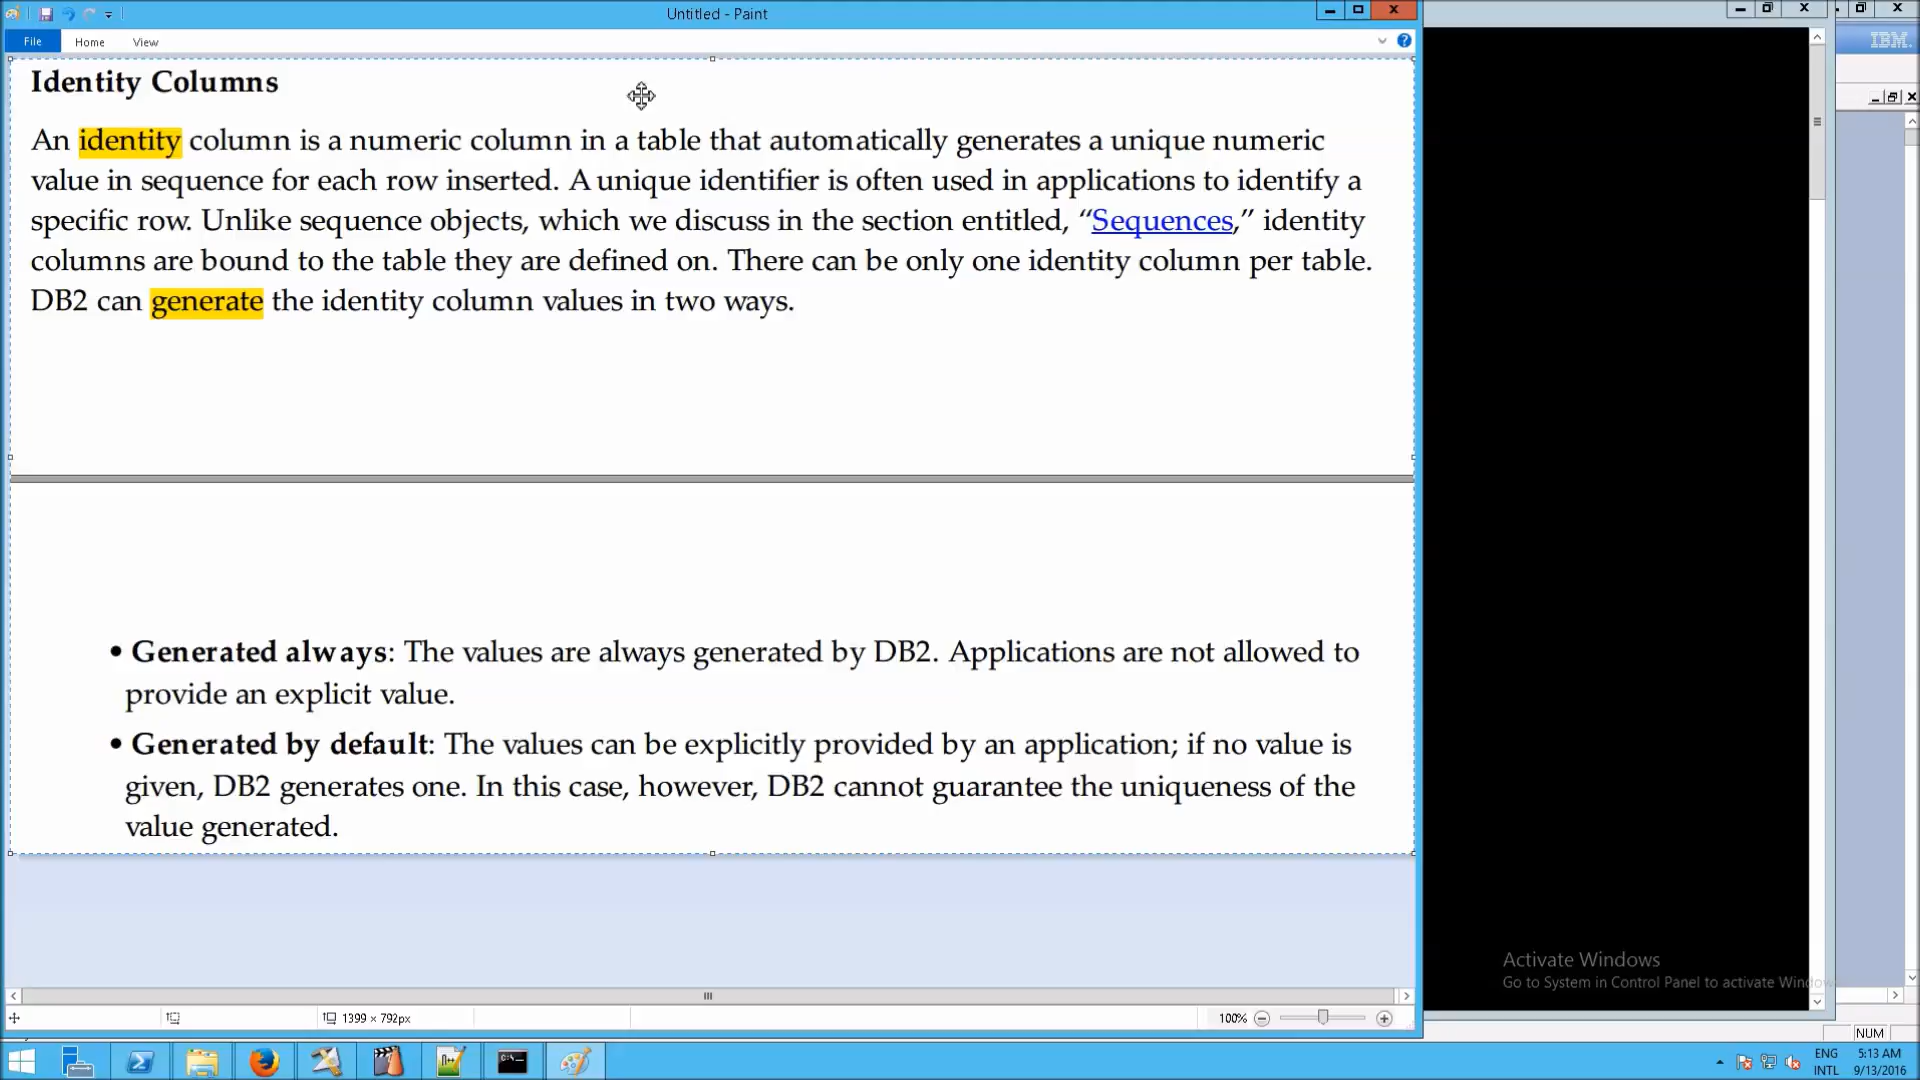 Untitled - Paint
File Home View
IBM.
Identity Columns
An identity column is a numeric column in a table that automatically generates a unique numeric
value in sequence for each row inserted. A unique identifier is often used in applications to identify a
specific row. Unlike sequence objects, which we discuss in the section entitled, “Sequences,” identity
columns are bound to the table they are defined on. There can be only one identity column per table.
DB2 can generate the identity column values in two ways.
• Generated always: The values are always generated by DB2. Applications are not allowed to
provide an explicit value.
• Generated by default: The values can be explicitly provided by an application; if no value is
given, DB2 generates one. In this case, however, DB2 cannot guarantee the uniqueness of the
value generated.
Activate Windows
Go to System in Control Panel to activate Windows
1399 × 792px
100%
NUM
ENG 5:13 AM
INTL 9/13/2016